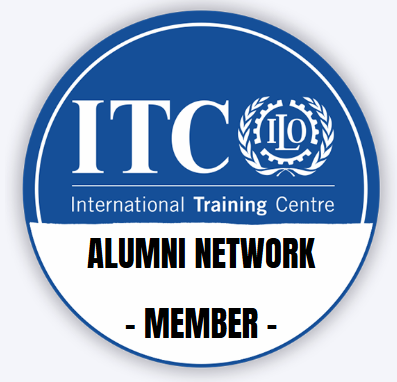 ITC ILO
International Training Centre
ALUMNI NETWORK
- MEMBER -